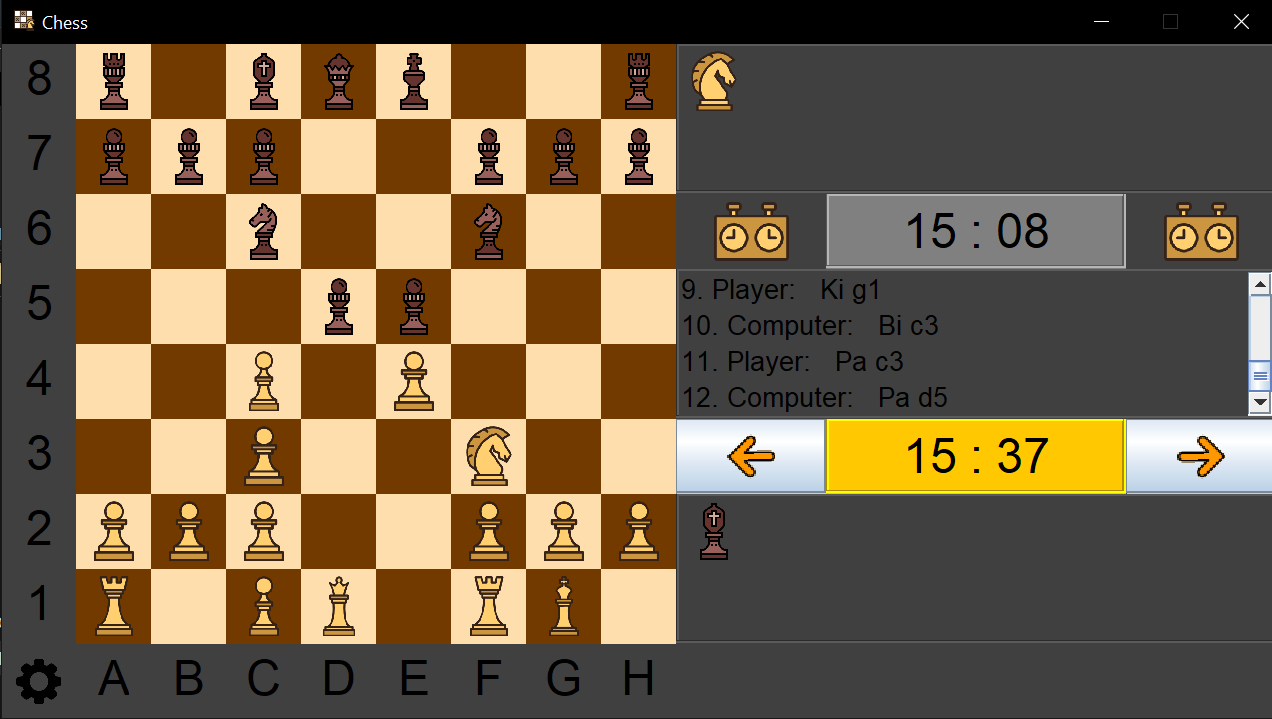 Chess
8
7
6
5
4
3
2
1
A B C D E F G H
15 : 08
9. Player: Ki g1
10. Computer: Bi c3
11. Player: Pa c3
12. Computer: Pa d5
15 : 37